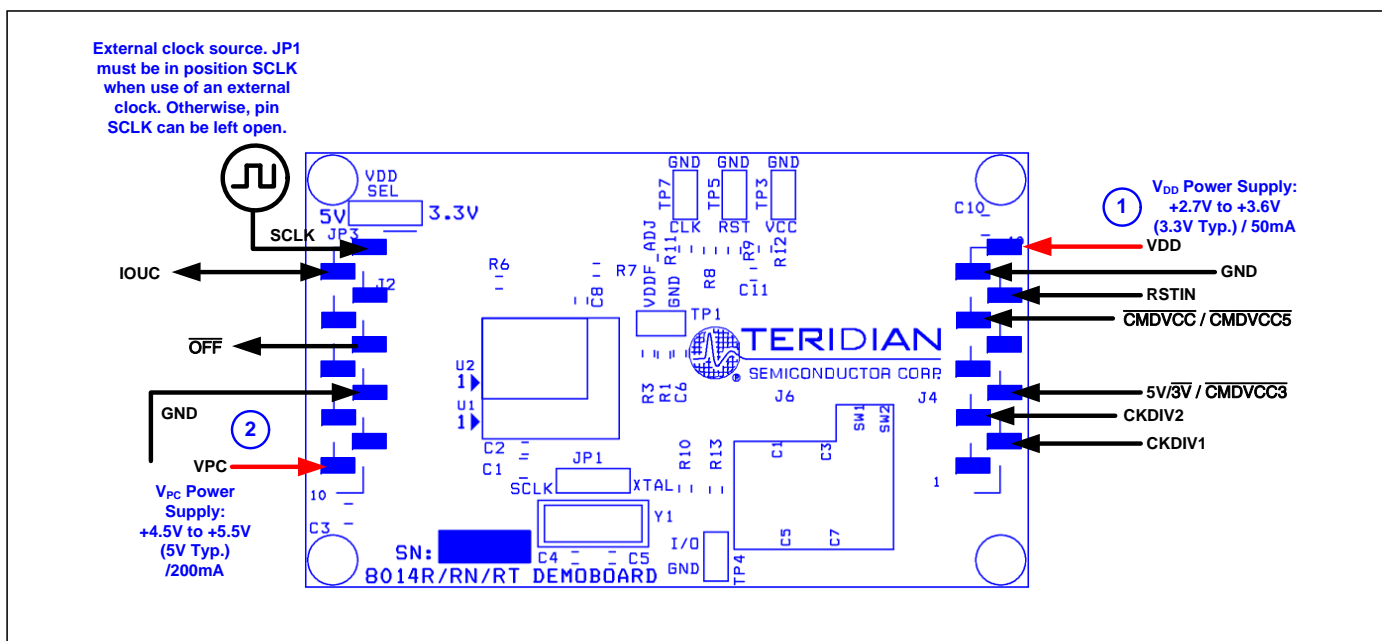 External clock source. JP1
must be in position SCLK
when use of an external
clock. Otherwise, pin
SCLK can be left open.
VDD
SEL
5V
3.3V
JP3
SCLK
IOUC
J2
OFF
GND
2
VPC
V_PC Power
Supply:
+4.5V to +5.5V
(5V Typ.)
/200mA
10
C3
GND
GND
GND
TP7
TP5
TP3
CLK
RST
VCC
R11
R8
R9
R12
C11
VDDF_ADJ
GND
R6
R7
C8
TP1
U2
1
U1
1
R3
R1
C6
TERIDIAN
®
SEMICONDUCTOR CORP.
J6
J4
SW1
SW2
C1
C3
C5
C7
C2
C1
JP1
SCLK
XTAL
R10
R13
Y1
C4
C5
I/O
GND
TP4
SN:
8014R/RN/RT DEMOBOARD
C10
1
V_DD Power Supply:
+2.7V to +3.6V
(3.3V Typ.) / 50mA
VDD
GND
RSTIN
CMDVCC / CMDVCC5
5V/3V / CMDVCC3
CKDIV2
CKDIV1
1